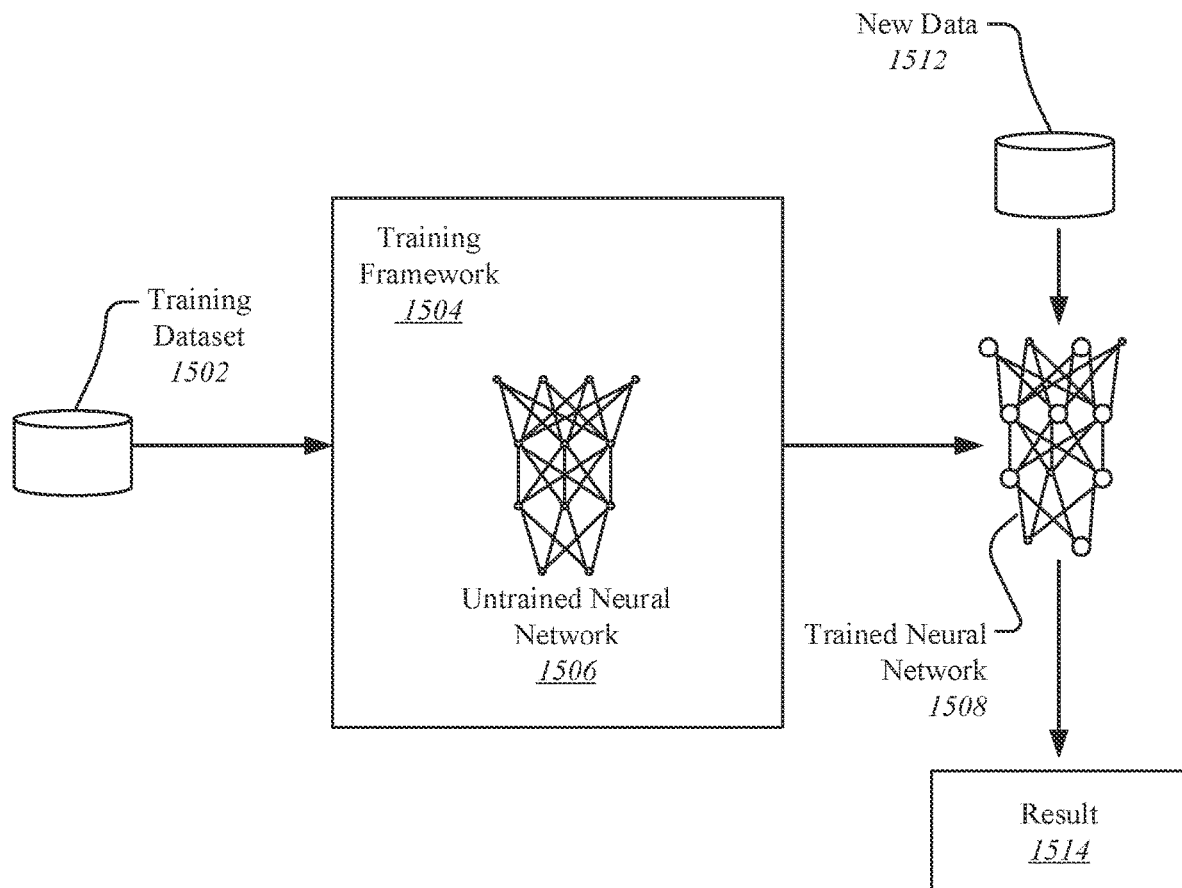 New Data
1512
Training
Framework
1504
Training
Dataset
1502
Untrained Neural
Network
1506
Trained Neural
Network
1508
Result
1514